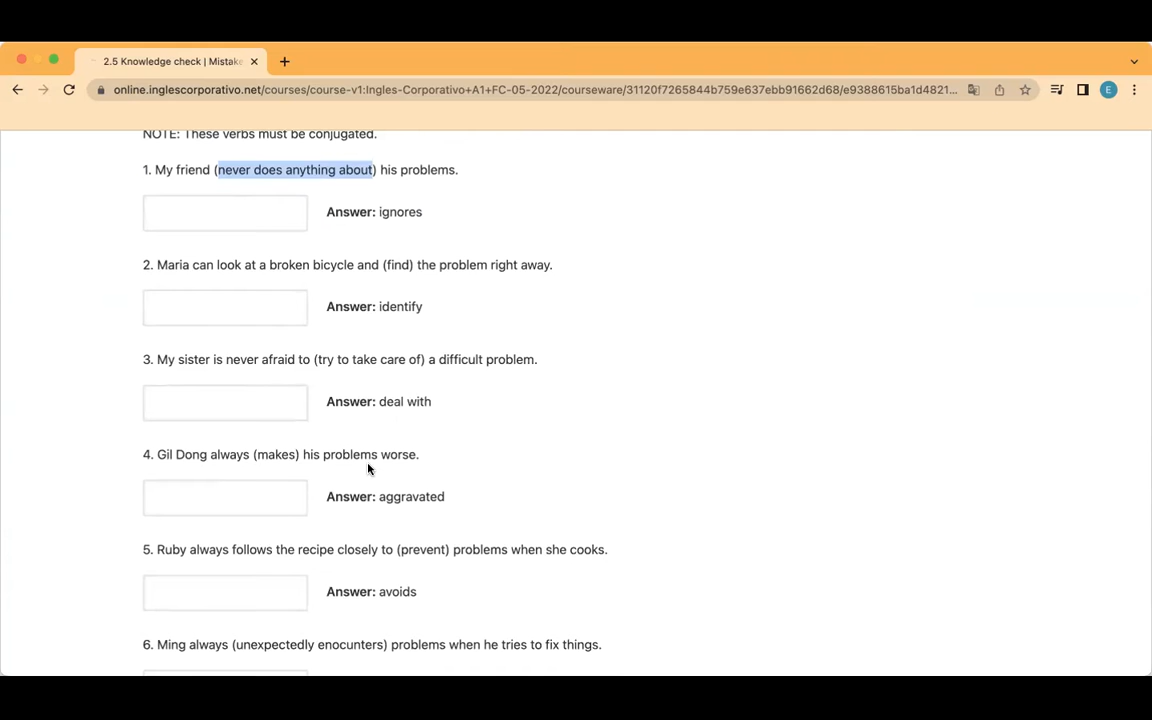 2.5 Knowledge check | Mistake
online.inglescorporativo.net/courses/course-v1:Ingles-Corporativo+A1+FC-05-2022/courseware/31120f7265844b759e637ebb91662d68/e9388615ba1d4821...
E
NOTE: These verbs must be conjugated.
1. My friend (never does anything about) his problems.
Answer: ignores
2. Maria can look at a broken bicycle and (find) the problem right away.
Answer: identify
3. My sister is never afraid to (try to take care of) a difficult problem.
Answer: deal with
4. Gil Dong always (makes) his problems worse.
Answer: aggravated
5. Ruby always follows the recipe closely to (prevent) problems when she cooks.
Answer: avoids
6. Ming always (unexpectedly enocunters) problems when he tries to fix things.